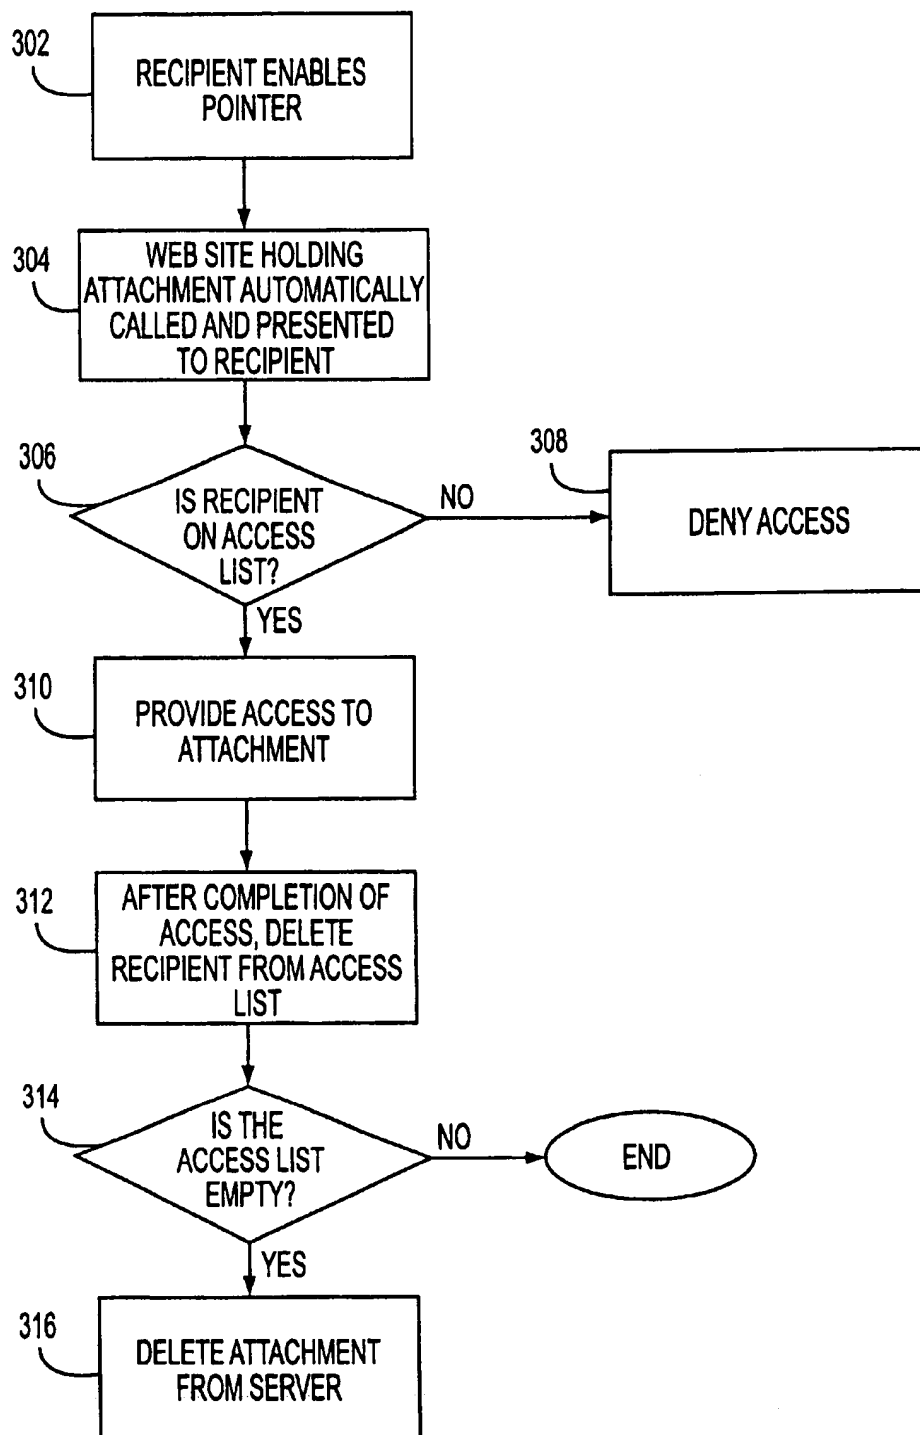 302
RECIPIENT ENABLES
POINTER
304
WEB SITE HOLDING
ATTACHMENT AUTOMATICALLY
CALLED AND PRESENTED
TO RECIPIENT
306
IS RECIPIENT
ON ACCESS
LIST?
NO
308
DENY ACCESS
YES
310
PROVIDE ACCESS TO
ATTACHMENT
312
AFTER COMPLETION OF
ACCESS, DELETE
RECIPIENT FROM ACCESS
LIST
314
IS THE
ACCESS LIST
EMPTY?
NO
END
YES
316
DELETE ATTACHMENT
FROM SERVER